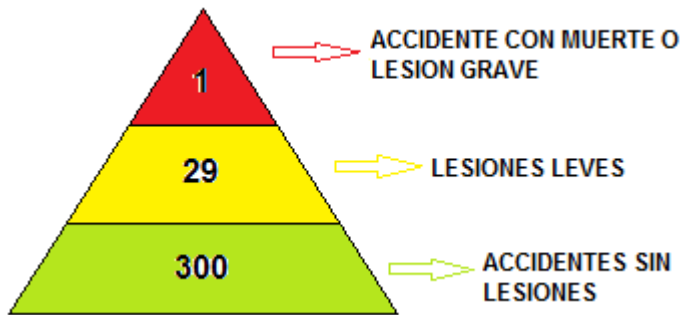 1
ACCIDENTE CON MUERTE O
LESION GRAVE
29
LESIONES LEVES
300
ACCIDENTES SIN
LESIONES